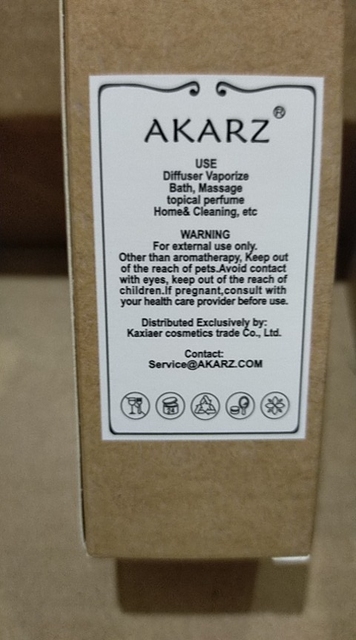 AKARZ®
USE
Diffuser Vaporize
Bath, Massage
topical perfume
Home& Cleaning, etc
WARNING
For external use only.
Other than aromatherapy, Keep out
of the reach of pets.Avoid contact
with eyes, keep out of the reach of
children.If pregnant,consult with
your health care provider before use.
Distributed Exclusively by:
Kaxiaer cosmetics trade Co., Ltd.
Contact:
Service@AKARZ.COM